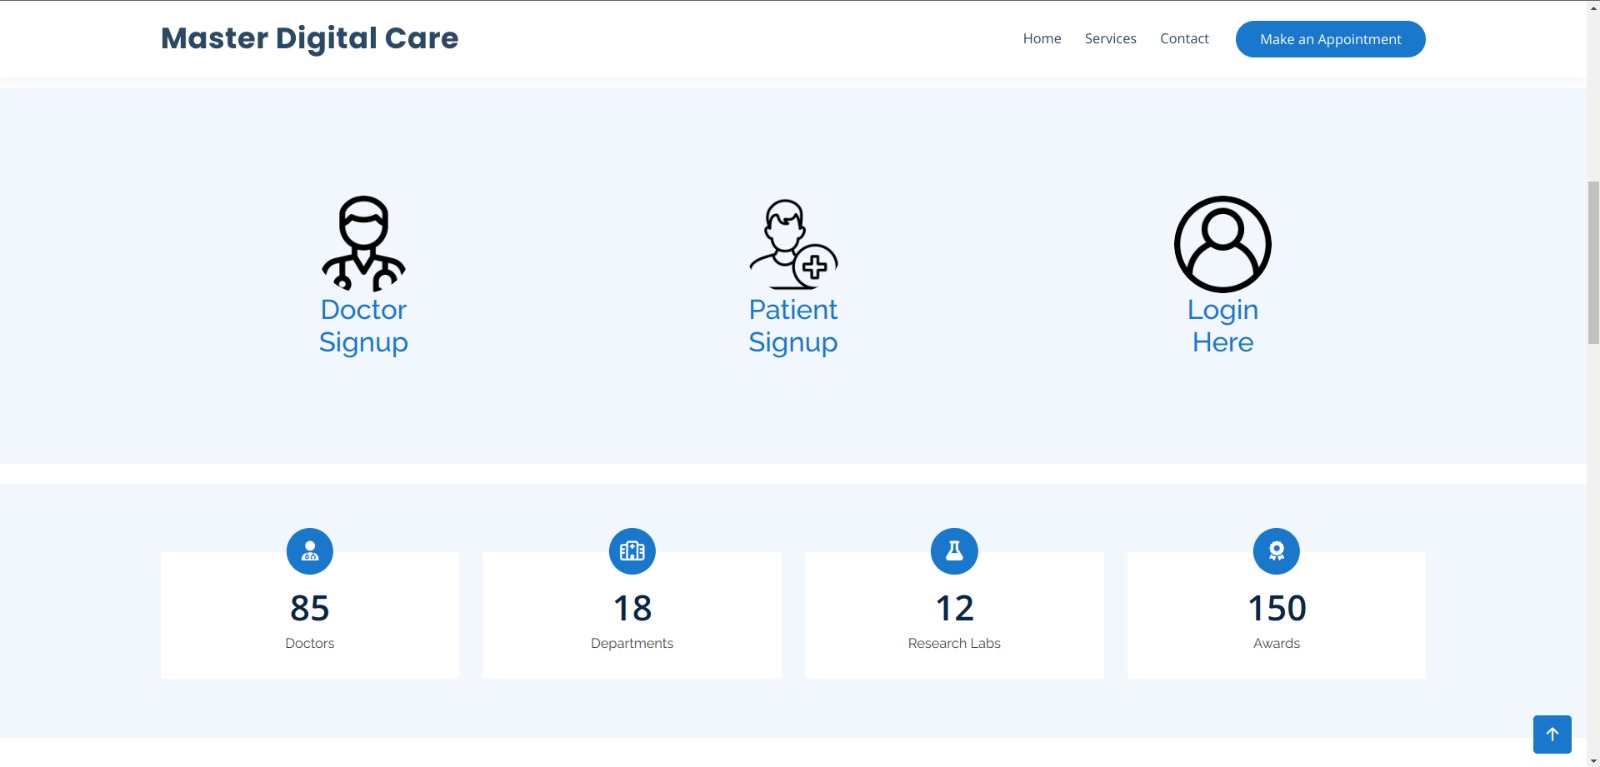 Master Digital Care
Home
Services
Contact
Make an Appointment
Doctor
Signup
Patient
Signup
Login
Here
85
Doctors
18
Departments
12
Research Labs
150
Awards